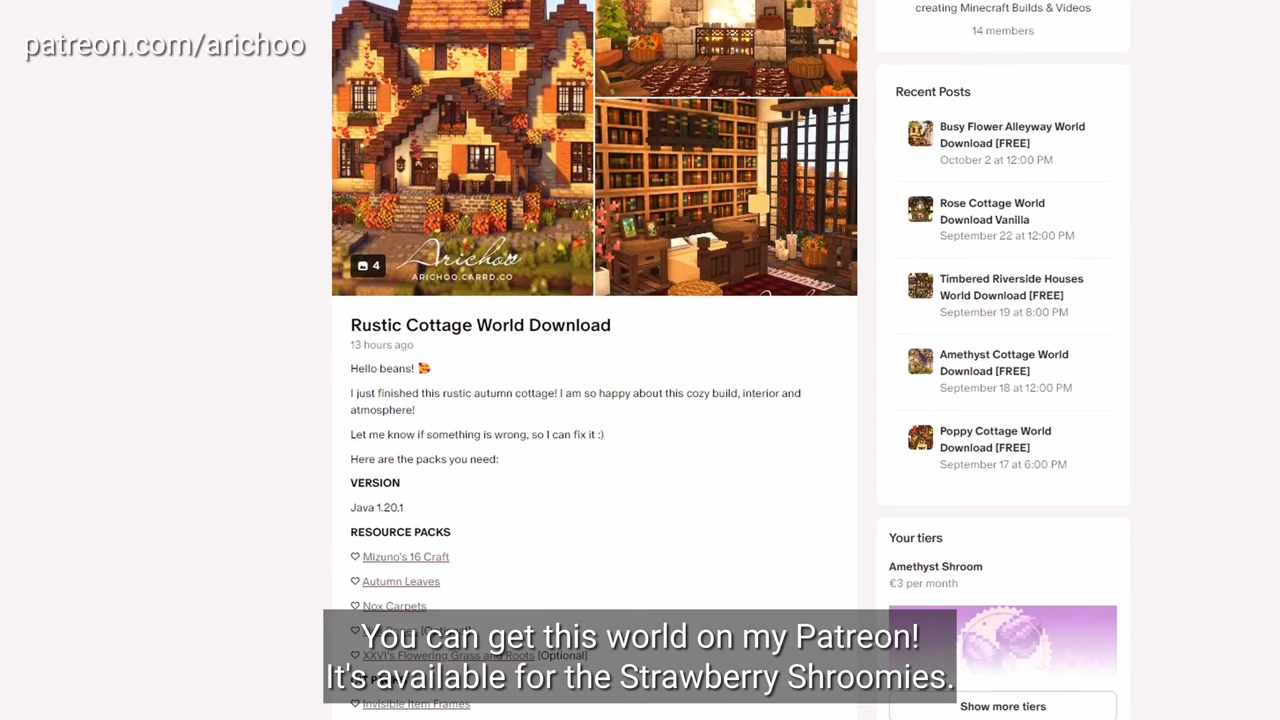 patreon.com/arichoo
creating Minecraft Builds & Videos
14 members
4
Arichoo
ARICHOO.CARRD.CO
Rustic Cottage World Download
13 hours ago
Hello beans!
I just finished this rustic autumn cottage! I am so happy about this cozy build, interior and
atmosphere!
Let me know if something is wrong, so I can fix it :)
Here are the packs you need:
VERSION
Java 1.20.1
RESOURCE PACKS
Mizuno's 16 Craft
Autumn Leaves
Nox Carpets
XXVI's Flowering Grass and Roots [Optional]
Invisible Item Frames
Recent Posts
Busy Flower Alleyway World
Download [FREE]
October 2 at 12:00 PM
Rose Cottage World
Download Vanilla
September 22 at 12:00 PM
Timbered Riverside Houses
World Download [FREE]
September 19 at 8:00 PM
Amethyst Cottage World
Download [FREE]
September 18 at 12:00 PM
Poppy Cottage World
Download [FREE]
September 17 at 6:00 PM
Your tiers
Amethyst Shroom
€3 per month
Show more tiers
You can get this world on my Patreon!
It's available for the Strawberry Shroomies.